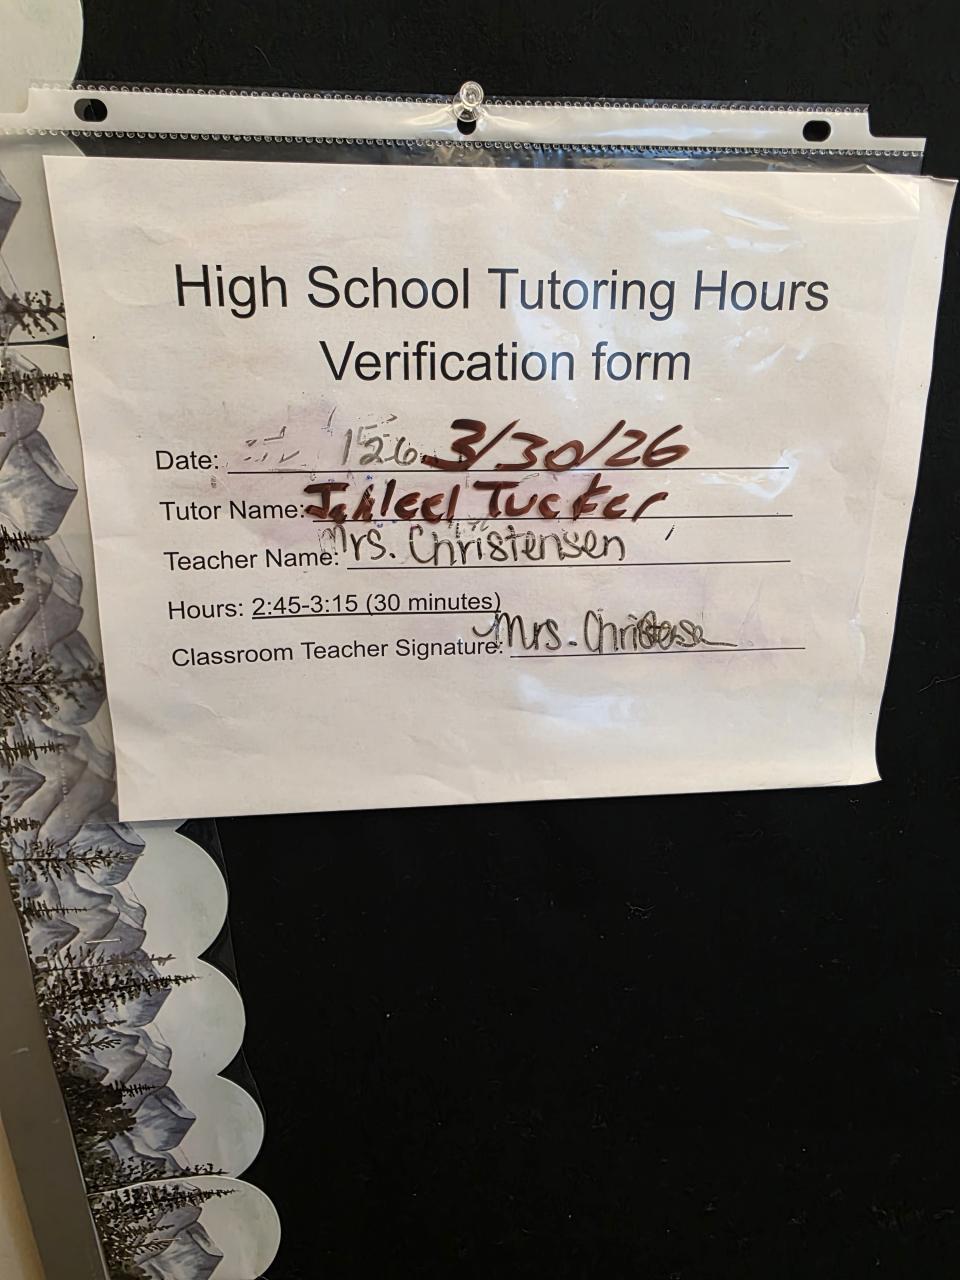 High School Tutoring Hours
Verification form
Date: 3/30/26
Tutor Name: Jahleel Tucker
Teacher Name: Mrs. Christensen
Hours: 2:45-3:15 (30 minutes)
Classroom Teacher Signature: Mrs. Christensen